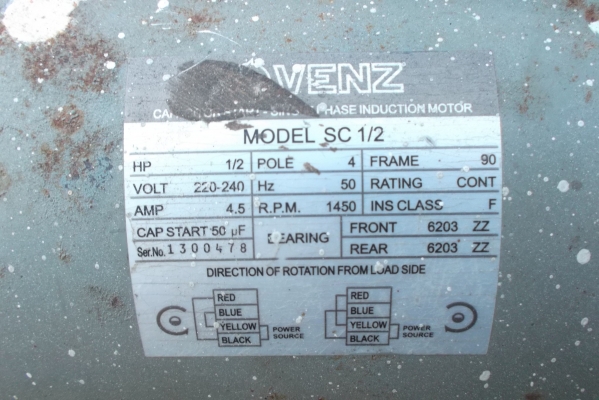 VENZ
PHASE INDUCTION MOTOR
MODEL SC 1/2
HP 1/2 POLE 4 FRAME 90
VOLT 220-240 Hz 50 RATING CONT
AMP 4.5 R.P.M. 1450 INS CLASS F
CAP START 50 µF BEARING FRONT 6203 ZZ
Ser.No. 1300478 REAR 6203 ZZ
DIRECTION OF ROTATION FROM LOAD SIDE
RED RED
BLUE BLUE
YELLOW POWER YELLOW POWER
BLACK SOURCE BLACK SOURCE